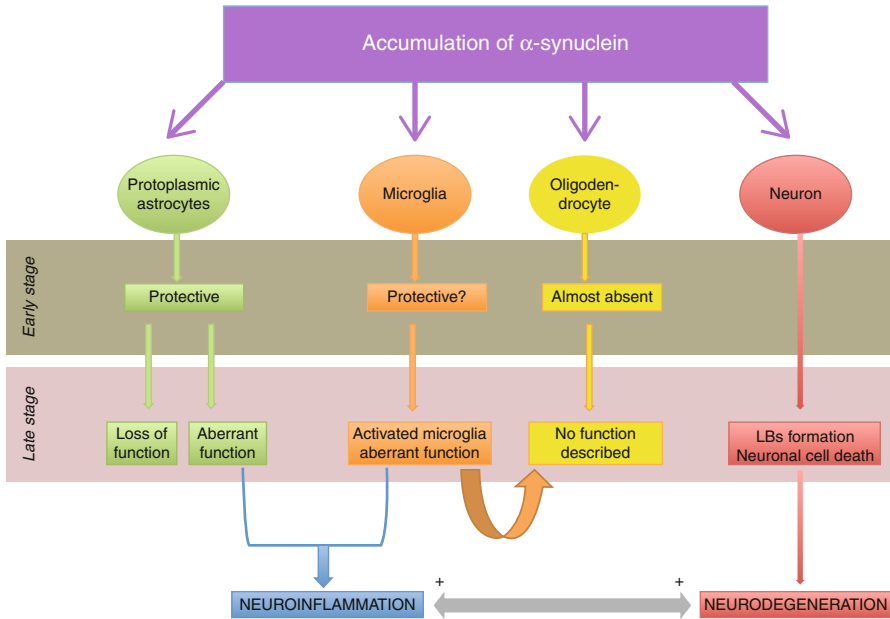 Accumulation of α-synuclein
Protoplasmic
astrocytes
Microglia
Oligoden-
drocyte
Neuron
Early stage
Protective
Protective?
Almost absent
Late stage
Loss of
function
Aberrant
function
Activated microglia
aberrant function
No function
described
LBs formation
Neuronal cell death
+
+
NEUROINFLAMMATION
NEURODEGENERATION